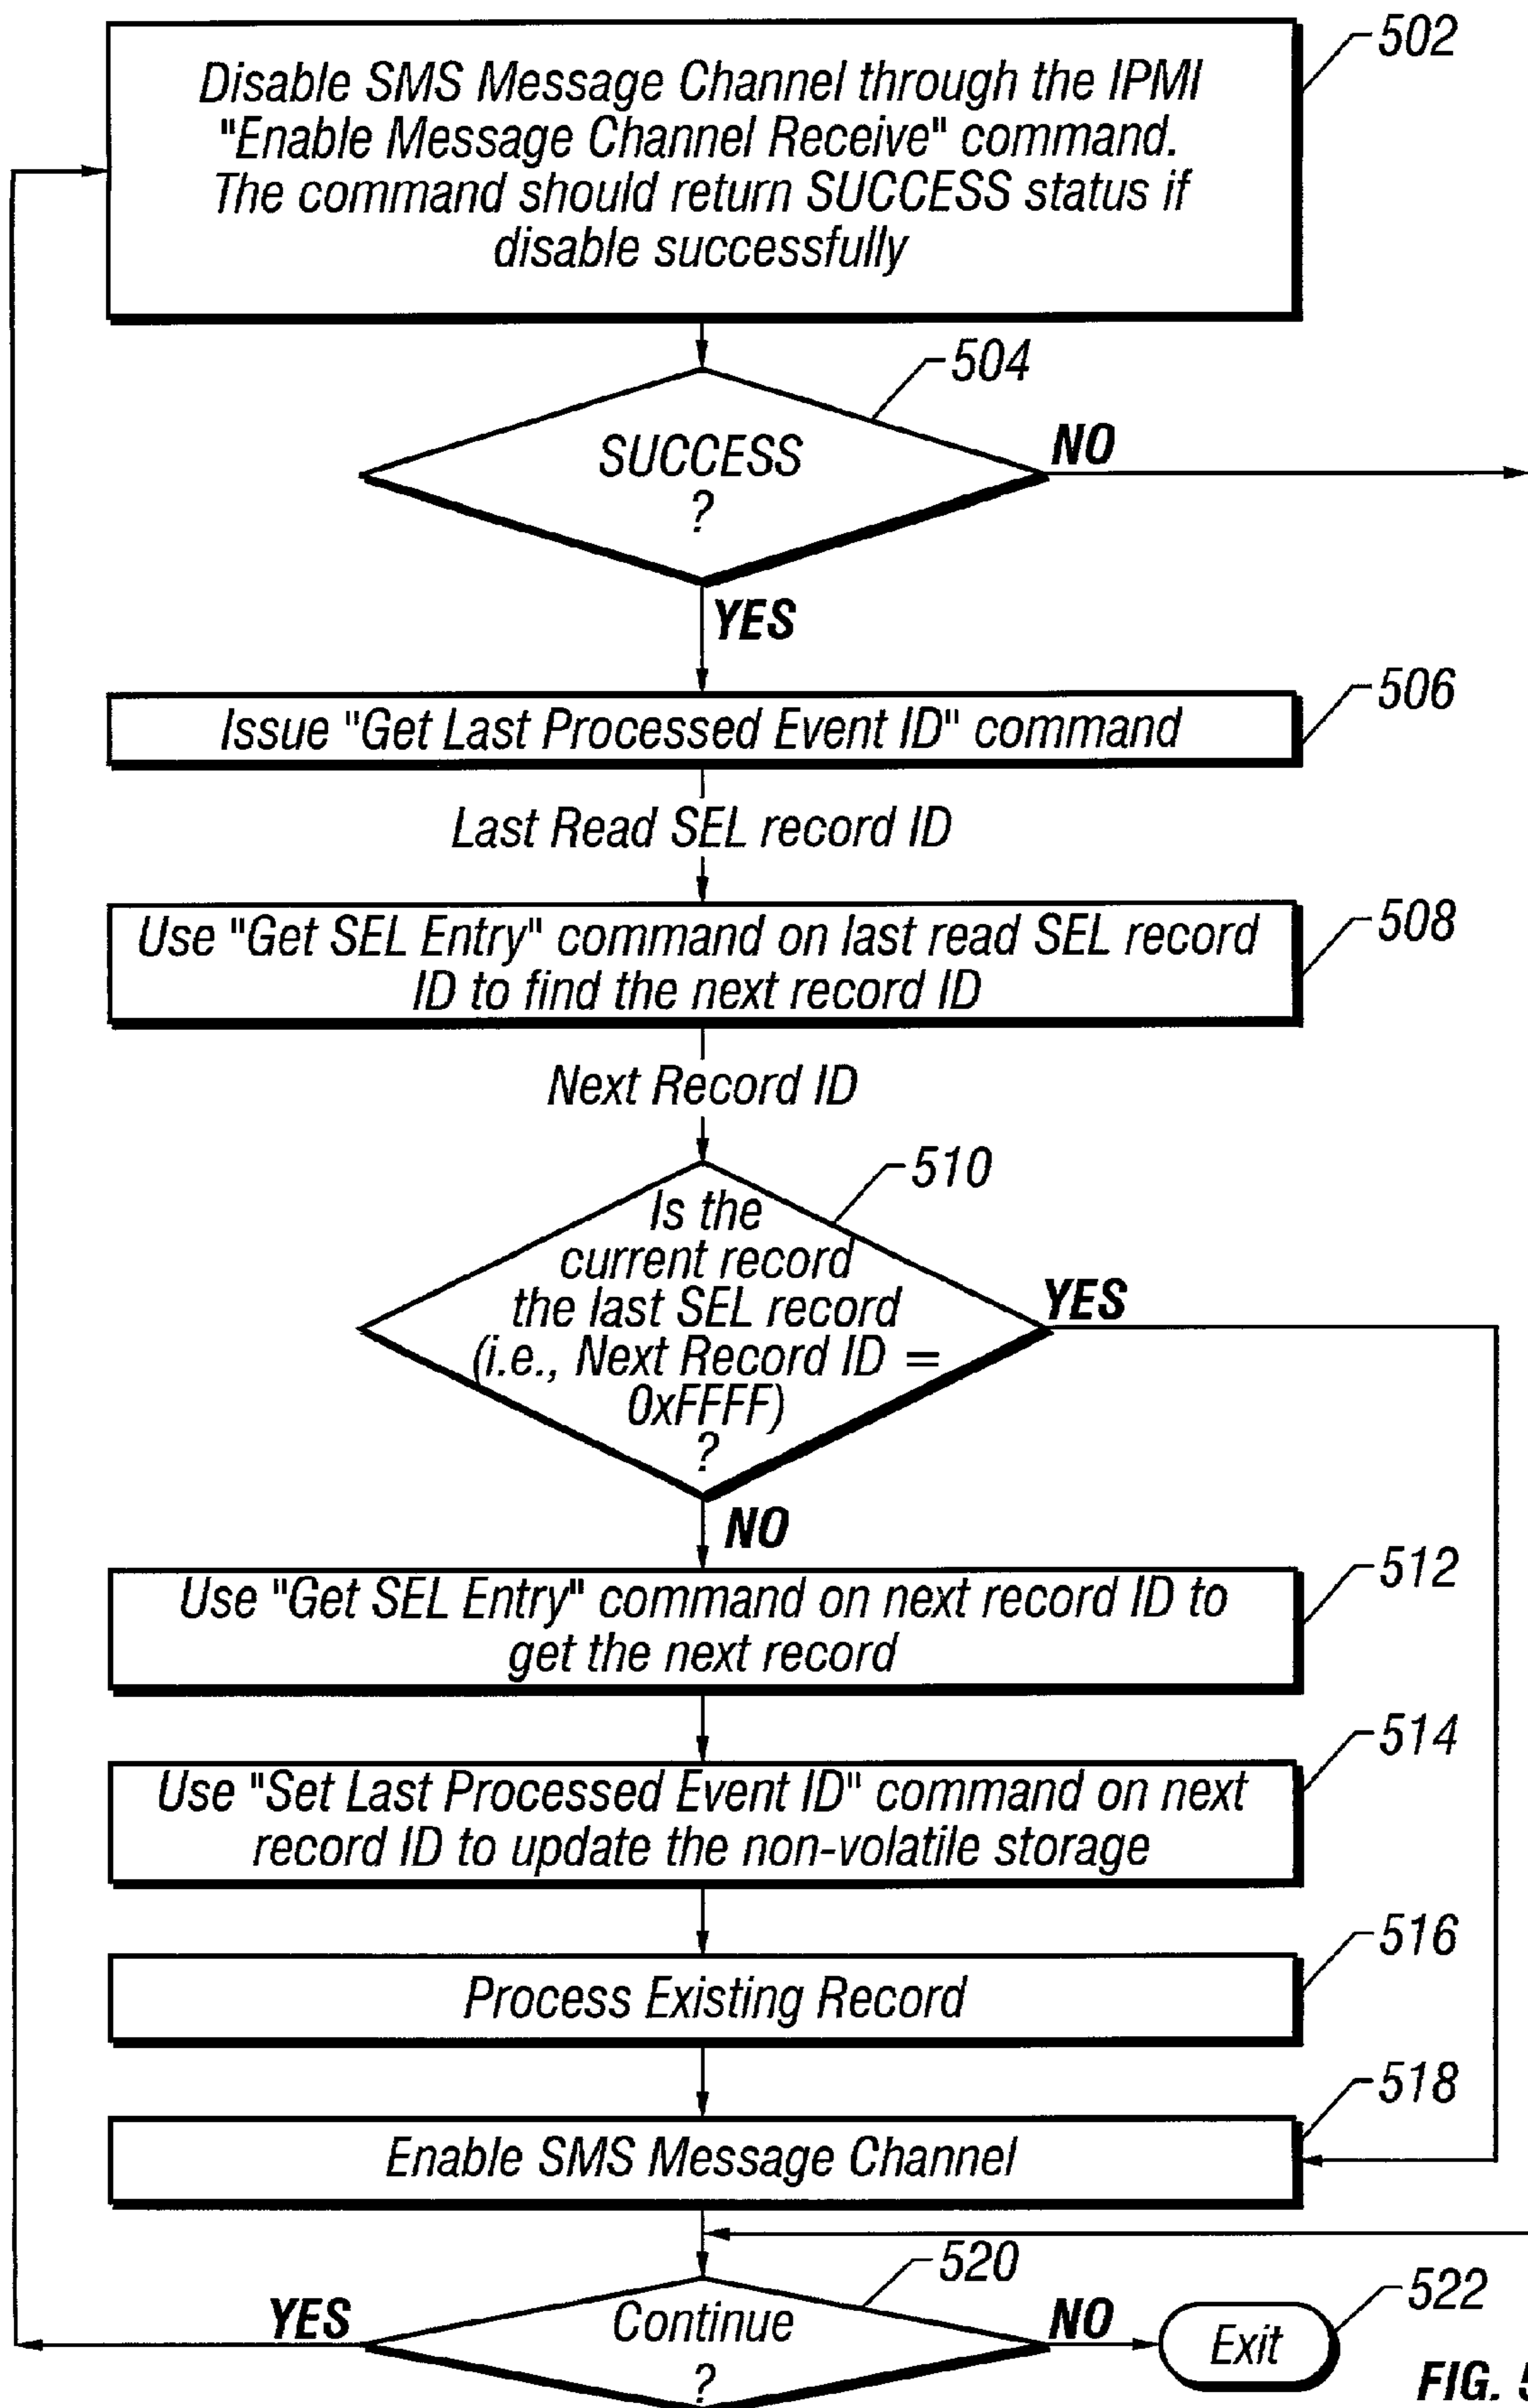 502
Disable SMS Message Channel through the IPMI
"Enable Message Channel Receive" command.
The command should return SUCCESS status if
disable successfully
504
SUCCESS
?
NO
YES
506
Issue "Get Last Processed Event ID" command
Last Read SEL record ID
508
Use "Get SEL Entry" command on last read SEL record
ID to find the next record ID
Next Record ID
510
Is the
current record
the last SEL record
(i.e., Next Record ID =
0xFFFF)
?
YES
NO
512
Use "Get SEL Entry" command on next record ID to
get the next record
514
Use "Set Last Processed Event ID" command on next
record ID to update the non-volatile storage
516
Process Existing Record
518
Enable SMS Message Channel
520
YES
Continue
?
NO
522
Exit
FIG. 5